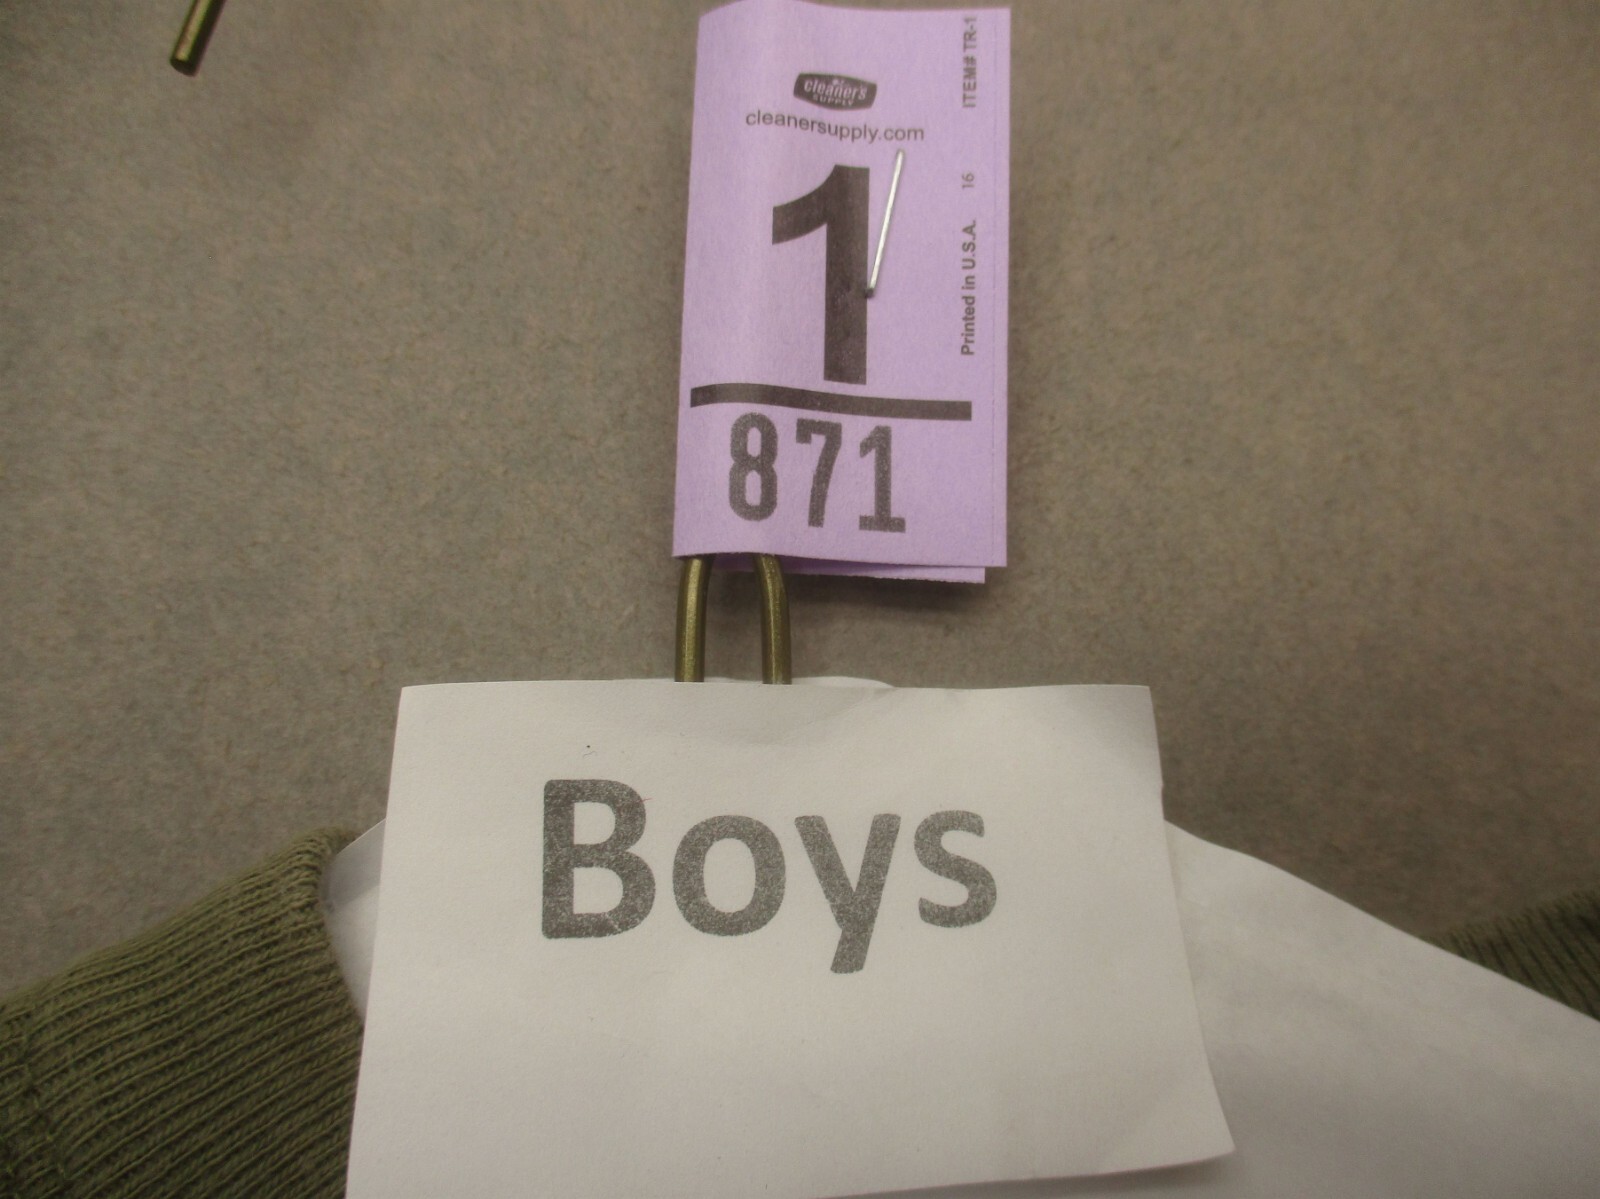 cleaner's
SUPPLY
cleanersupply.com
1
871
ITEM# TR-1
16
Printed in U.S.A.
Boys